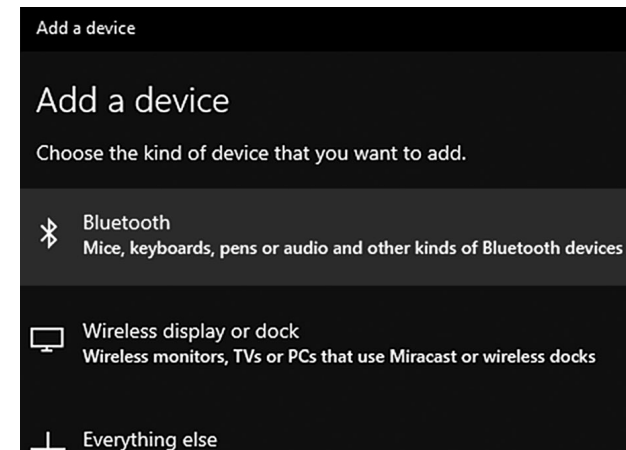 Add a device
Add a device
Choose the kind of device that you want to add.
Bluetooth
Mice, keyboards, pens or audio and other kinds of Bluetooth devices
Wireless display or dock
Wireless monitors, TVs or PCs that use Miracast or wireless docks
Everything else